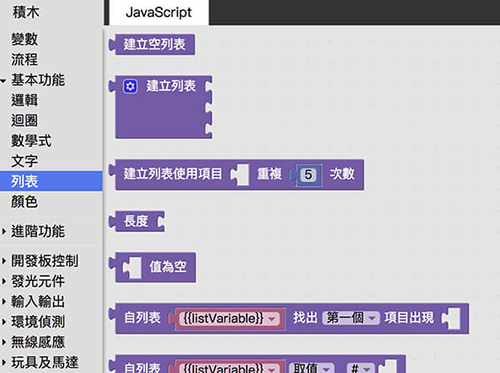 積木
JavaScript
變數
流程
基本功能
邏輯
迴圈
數學式
文字
列表
顏色
進階功能
開發板控制
發光元件
輸入輸出
環境偵測
無線感應
玩具及馬達
建立空列表
建立列表
建立列表使用項目 重複 5 次數
長度
值為空
自列表 {{listVariable}} 找出 第一個 項目出現
自列表 {{listVariable}} 取值 #